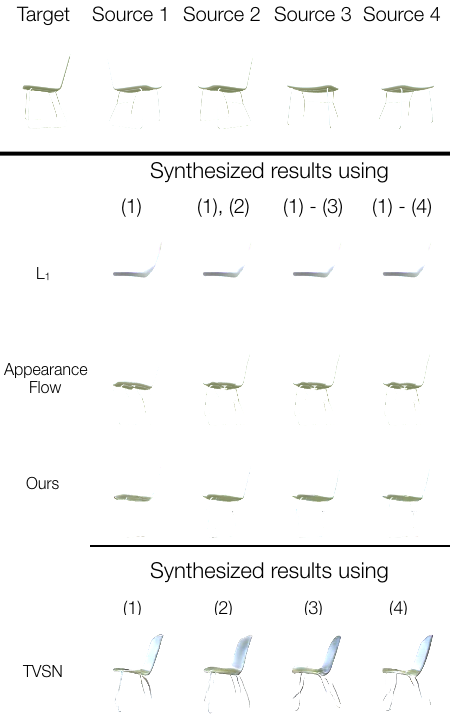 Target Source 1 Source 2 Source 3 Source 4
Synthesized results using
(1) (1), (2) (1) - (3) (1) - (4)
L1
Appearance
Flow
Ours
Synthesized results using
(1) (2) (3) (4)
TVSN